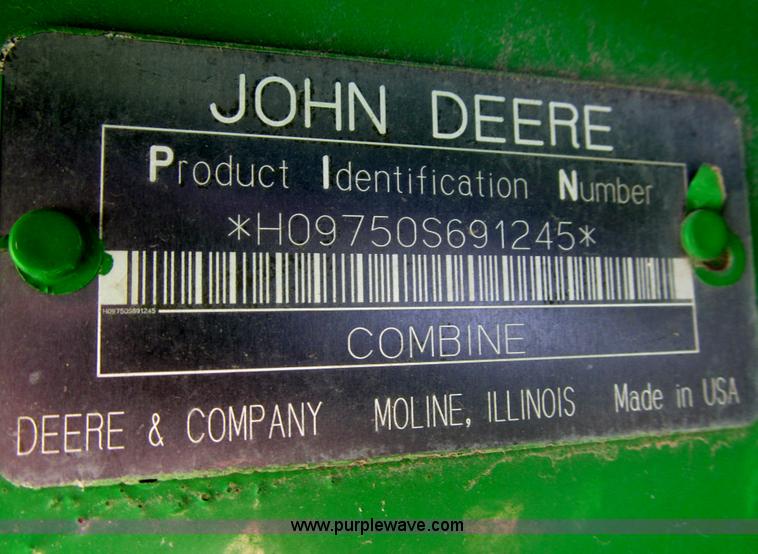 JOHN DEERE
Product Identification Number
*H09750S691245*
H09750S691245
COMBINE
DEERE & COMPANY MOLINE, ILLINOIS Made in USA
www.purplewave.com